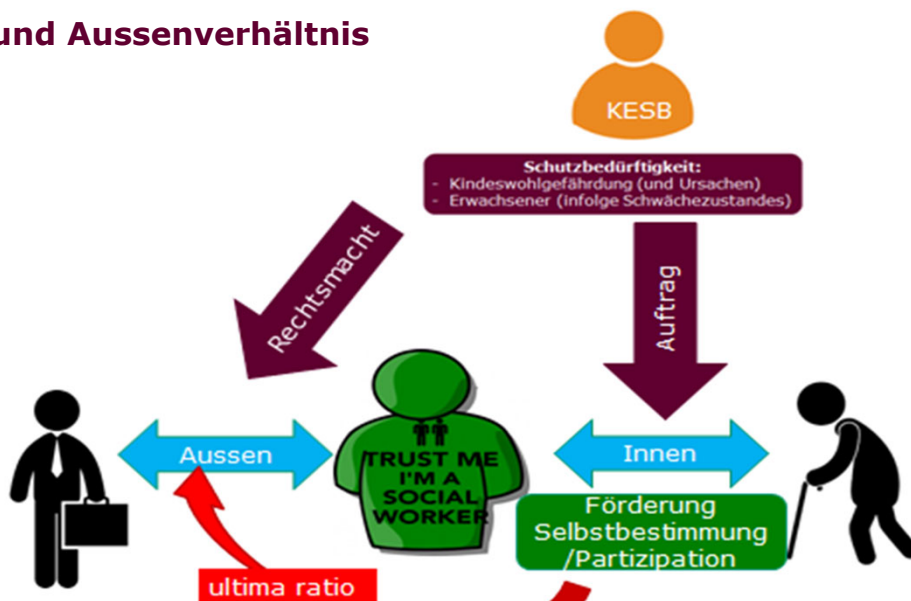 und Aussenverhältnis
KESB
Schutzbedürftigkeit:
- Kindeswohlgefährdung (und Ursachen)
- Erwachsener (infolge Schwächezustandes)
Rechtsmacht
Auftrag
Aussen
TRUST ME
I'M A
SOCIAL
WORKER
Innen
Förderung
Selbstbestimmung
/Partizipation
ultima ratio